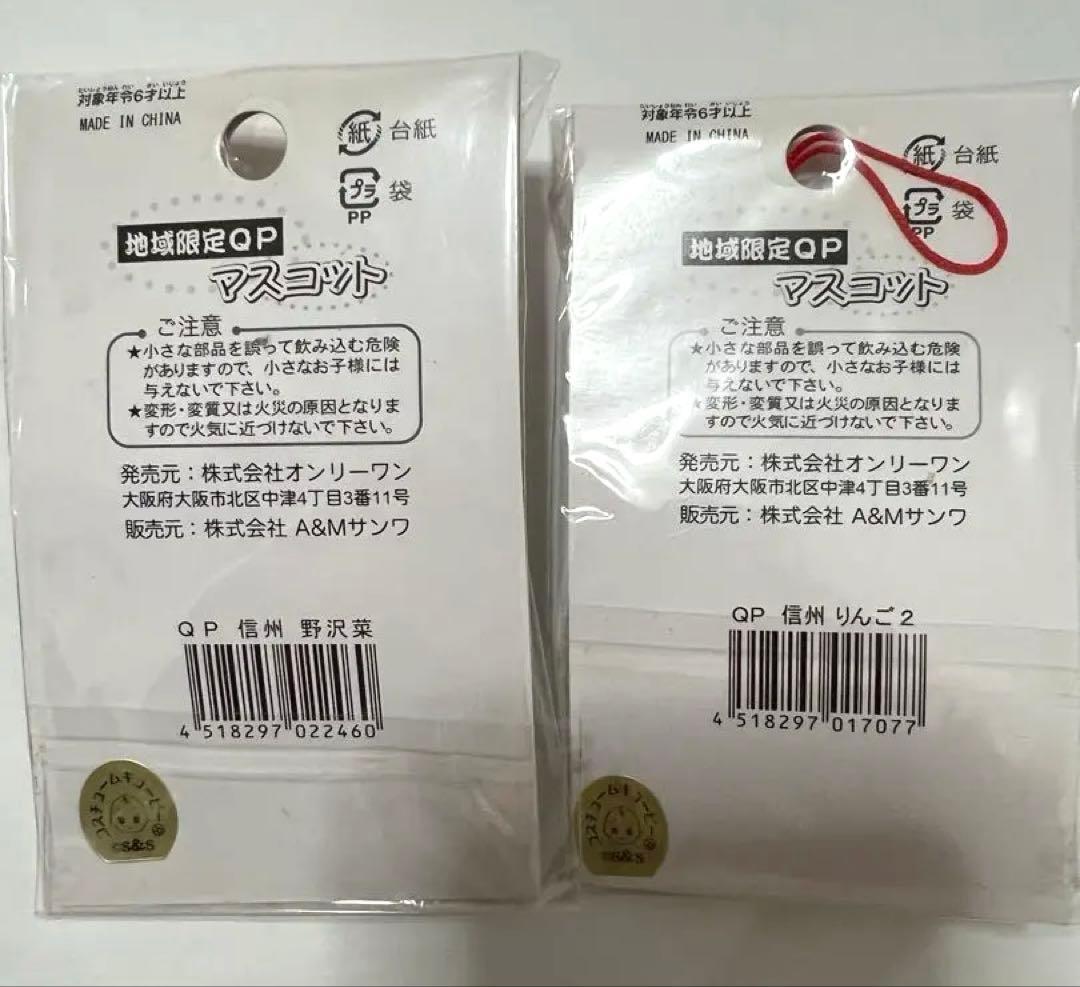 たいしょうねんれい さいいじょう
対象年令6才以上
MADE IN CHINA
紙 台紙
プラ 袋
PP
地域限定QP
マスコット
ご注意
★小さな部品を誤って飲み込む危険
がありますので、小さなお子様には
与えないで下さい。
★変形・変質又は火災の原因となりま
すので火気に近づけないで下さい。
発売元：株式会社オンリーワン
大阪府大阪市北区中津4丁目3番11号
販売元：株式会社 A&Mサンワ
QP 信州 野沢菜
4 518297 022460
コスチュームキューピー
©S&S
対象年令6才以上
MADE IN CHINA
紙 台紙
プラ 袋
PP
地域限定QP
マスコット
ご注意
★小さな部品を誤って飲み込む危険
がありますので、小さなお子様には
与えないで下さい。
★変形・変質又は火災の原因となりま
すので火気に近づけないで下さい。
発売元：株式会社オンリーワン
大阪府大阪市北区中津4丁目3番11号
販売元：株式会社 A&Mサンワ
QP 信州 りんご2
4 518297 017077
コスチュームキューピー
©S&S